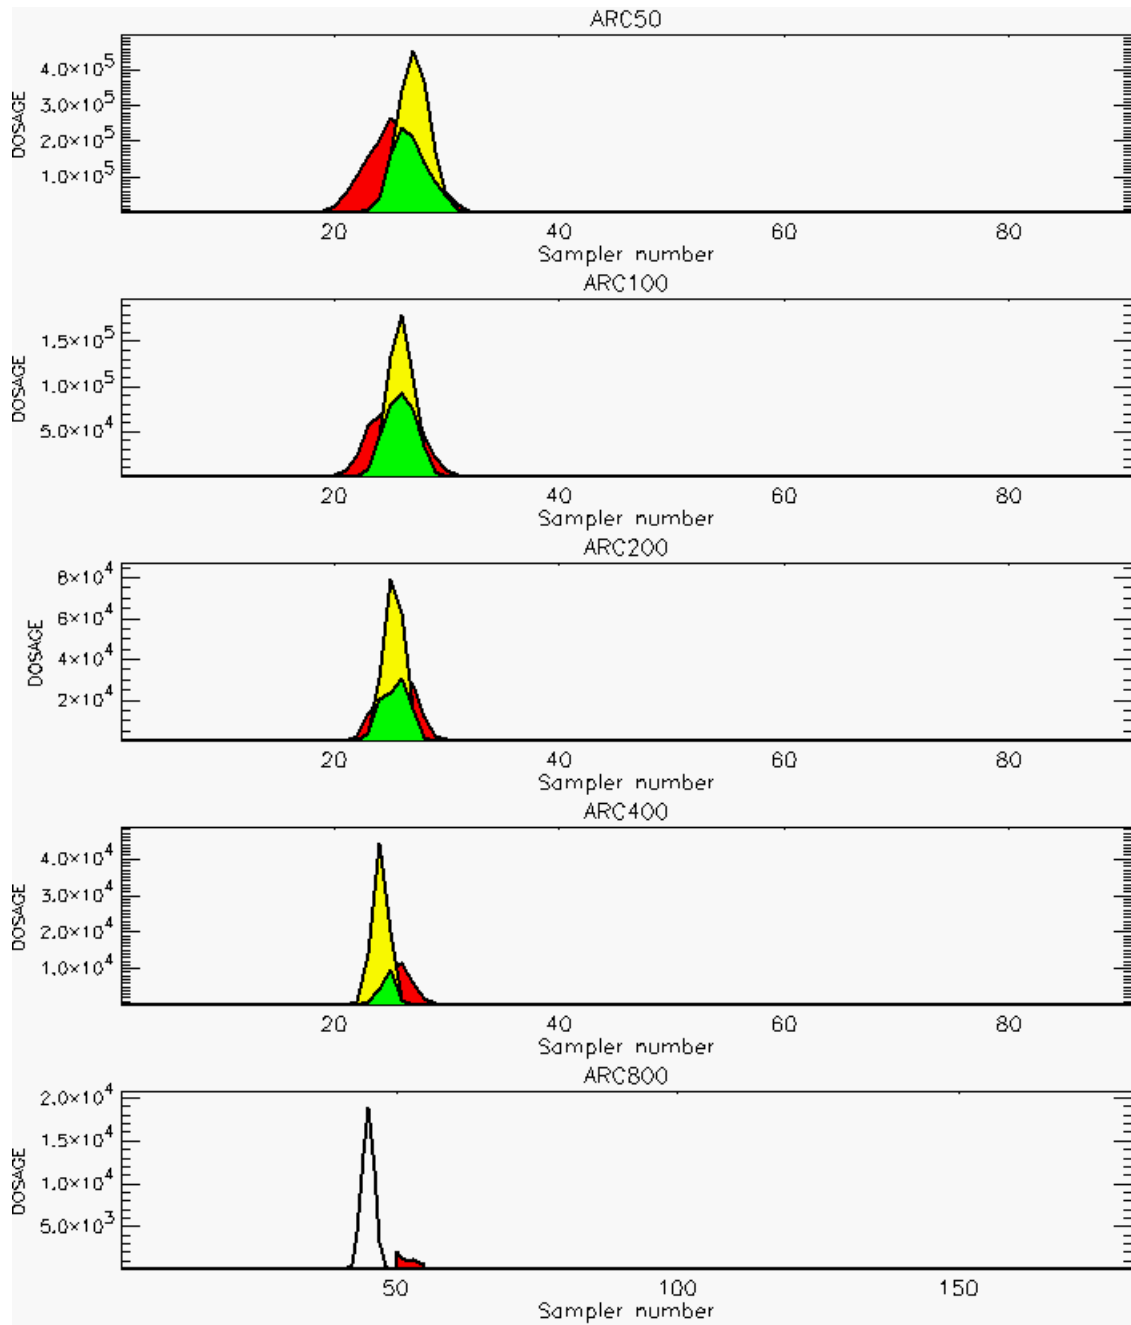 ARC50
DOSAGE
4.0×10^5
3.0×10^5
2.0×10^5
1.0×10^5
20 40 60 80
Sampler number
ARC100
DOSAGE
1.5×10^5
1.0×10^5
5.0×10^4
20 40 60 80
Sampler number
ARC200
DOSAGE
8×10^4
6×10^4
4×10^4
2×10^4
20 40 60 80
Sampler number
ARC400
DOSAGE
4.0×10^4
3.0×10^4
2.0×10^4
1.0×10^4
20 40 60 80
Sampler number
ARC800
DOSAGE
2.0×10^4
1.5×10^4
1.0×10^4
5.0×10^3
50 100 150
Sampler number